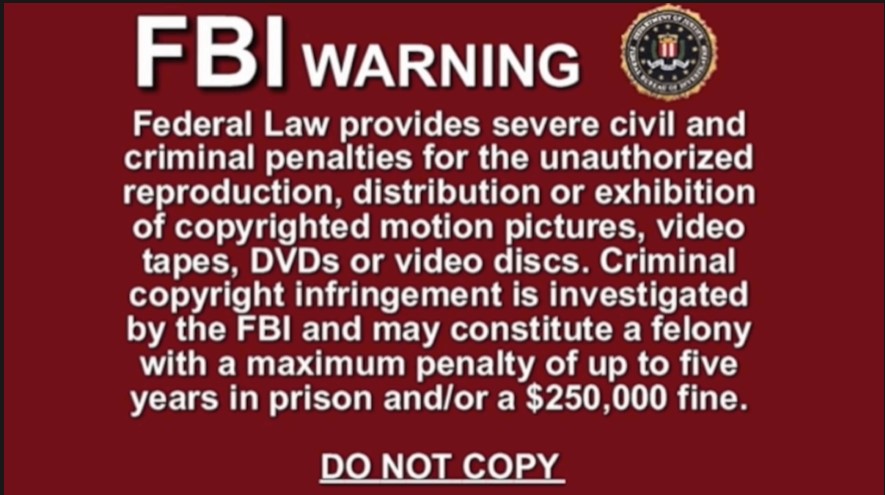 FBI WARNING
Federal Law provides severe civil and
criminal penalties for the unauthorized
reproduction, distribution or exhibition
of copyrighted motion pictures, video
tapes, DVDs or video discs. Criminal
copyright infringement is investigated
by the FBI and may constitute a felony
with a maximum penalty of up to five
years in prison and/or a $250,000 fine.
DO NOT COPY